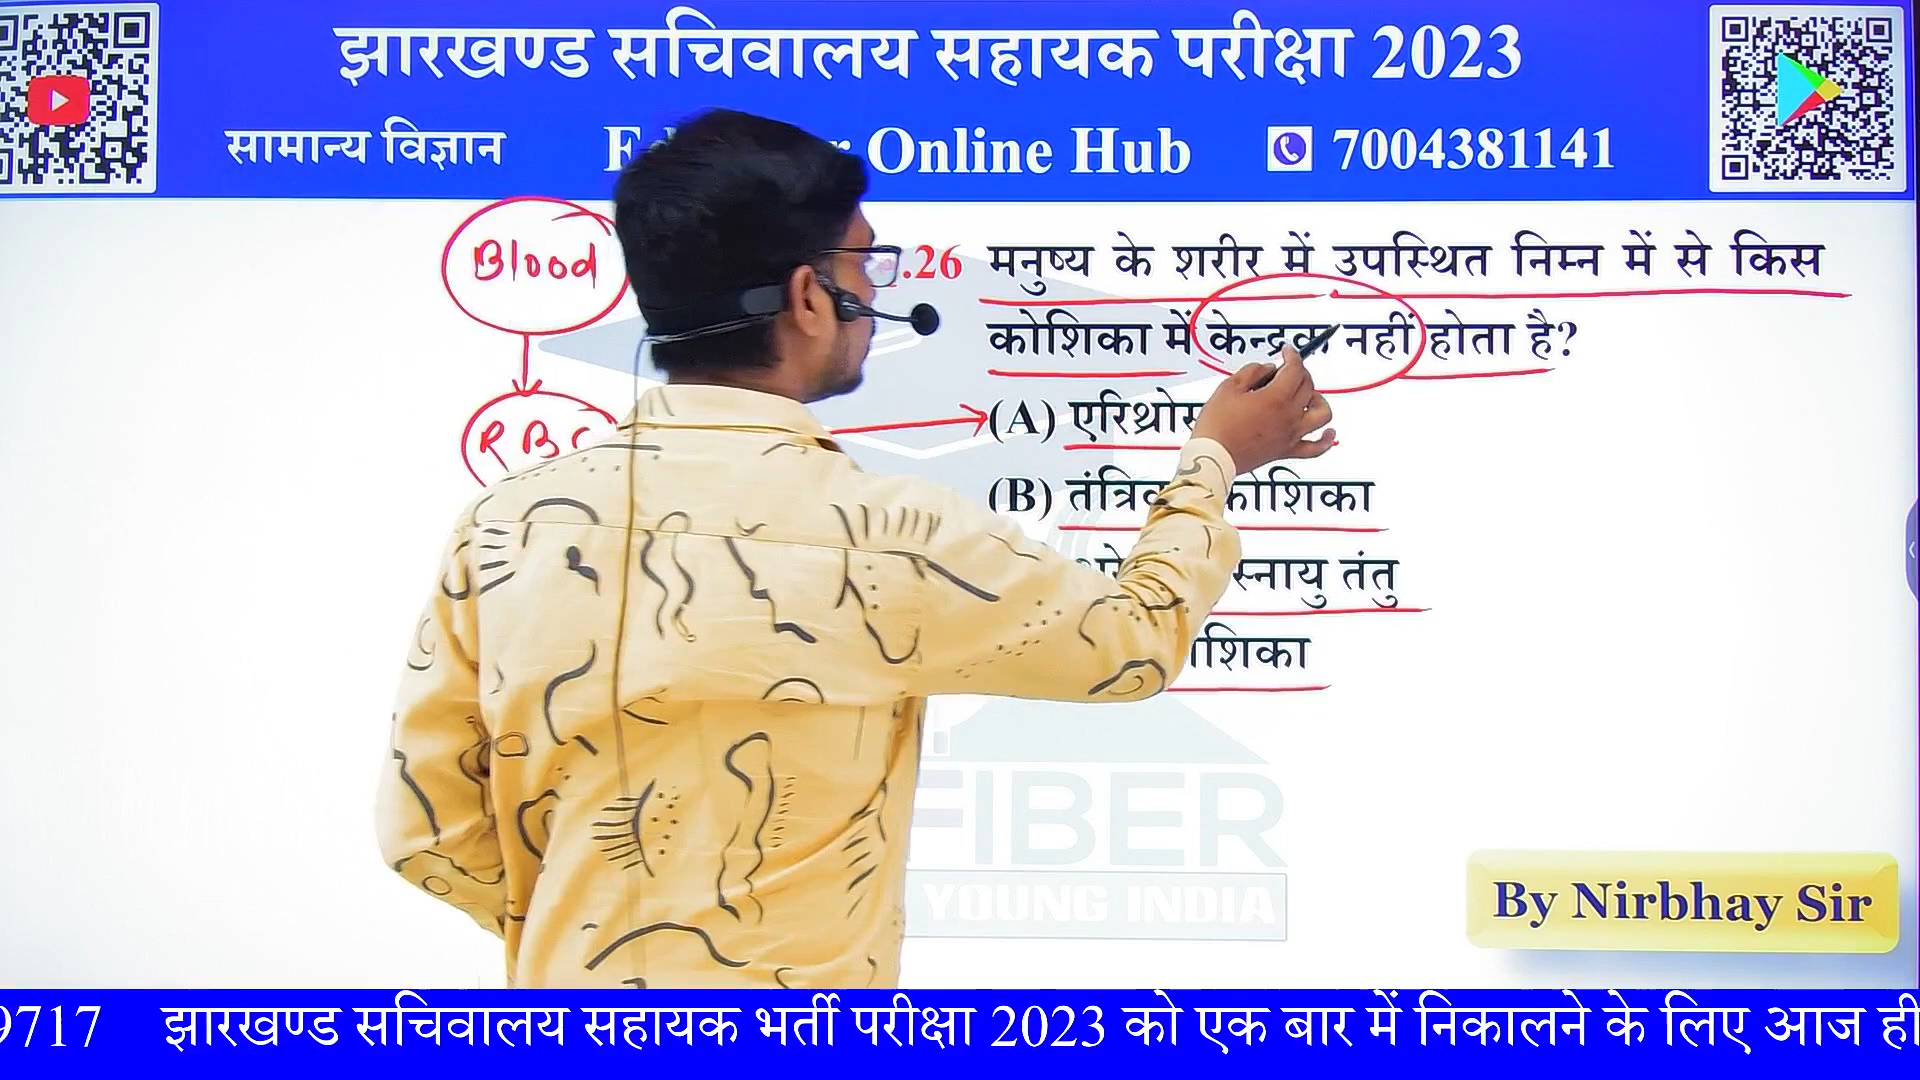 झारखण्ड सचिवालय सहायक परीक्षा 2023
सामान्य विज्ञान
Online Hub
7004381141
Blood
RBC
.26 मनुष्य के शरीर में उपस्थित निम्न में से किस
कोशिका में केन्द्रक नहीं होता है?
(A)
(B) कोशिका
स्नायु तंतु
FIBER
YOUNG INDIA
By Nirbhay Sir
9717 झारखण्ड सचिवालय सहायक भर्ती परीक्षा 2023 को एक बार में निकालने के लिए आज ही